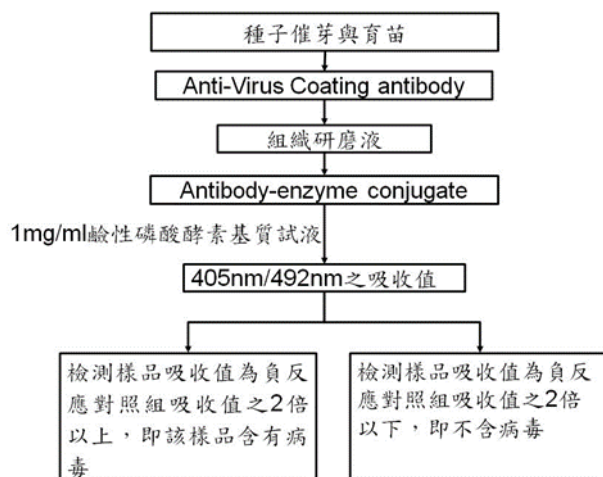 種子催芽與育苗
Anti-Virus Coating antibody
組織研磨液
Antibody-enzyme conjugate
1mg/ml鹼性磷酸酵素基質試液
405nm/492nm之吸收值
檢測樣品吸收值為負反
應對照組吸收值之2倍
以上，即該樣品含有病
毒
檢測樣品吸收值為負反
應對照組吸收值之2倍
以下，即不含病毒